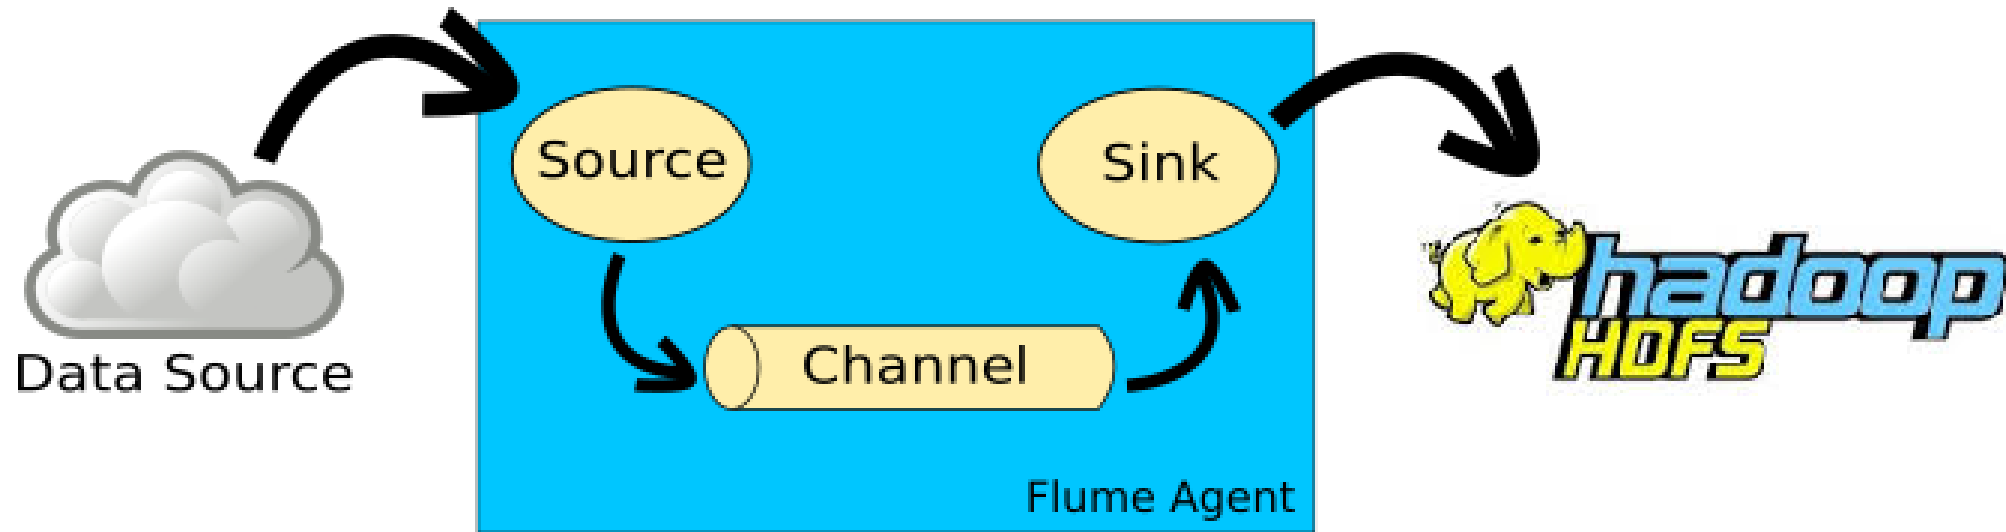 Data Source
Source
Channel
Sink
Flume Agent
hadoop
HDFS